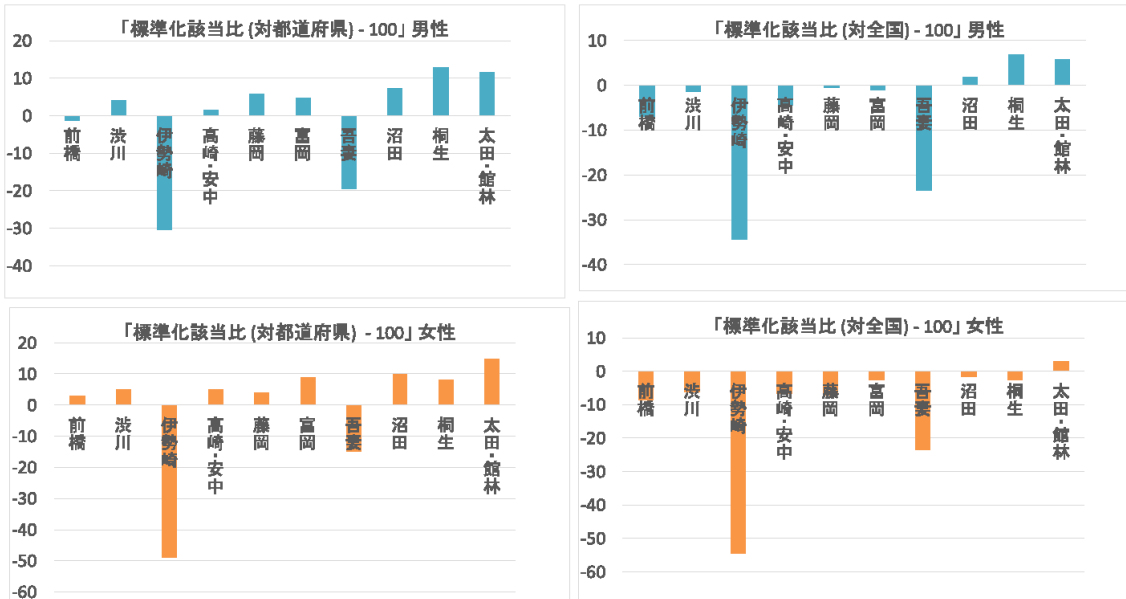 「標準化該当比 (対都道府県) - 100」 男性
20
10
0
-10
-20
-30
-40
前橋
渋川
伊勢崎
高崎・安中
藤岡
富岡
吾妻
沼田
桐生
太田・館林
「標準化該当比 (対全国) - 100」 男性
10
0
-10
-20
-30
-40
前橋
渋川
伊勢崎
高崎・安中
藤岡
富岡
吾妻
沼田
桐生
太田・館林
「標準化該当比 (対都道府県) - 100」 女性
20
10
0
-10
-20
-30
-40
-50
-60
前橋
渋川
伊勢崎
高崎・安中
藤岡
富岡
吾妻
沼田
桐生
太田・館林
「標準化該当比 (対全国) - 100」 女性
10
0
-10
-20
-30
-40
-50
-60
前橋
渋川
伊勢崎
高崎・安中
藤岡
富岡
吾妻
沼田
桐生
太田・館林